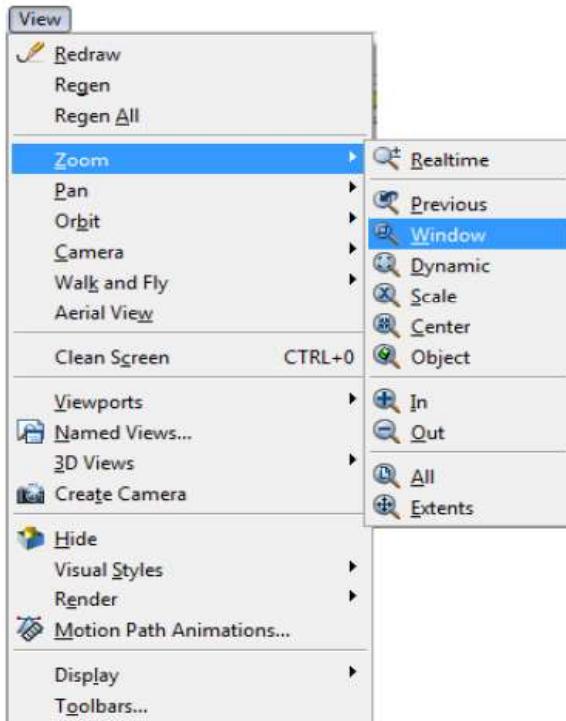 View
Redraw
Regen
Regen All
Zoom
Pan
Orbit
Camera
Walk and Fly
Aerial View
Clean Screen CTRL+0
Viewports
Named Views...
3D Views
Create Camera
Hide
Visual Styles
Render
Motion Path Animations...
Display
Toolbars...
Realtime
Previous
Window
Dynamic
Scale
Center
Object
In
Out
All
Extents